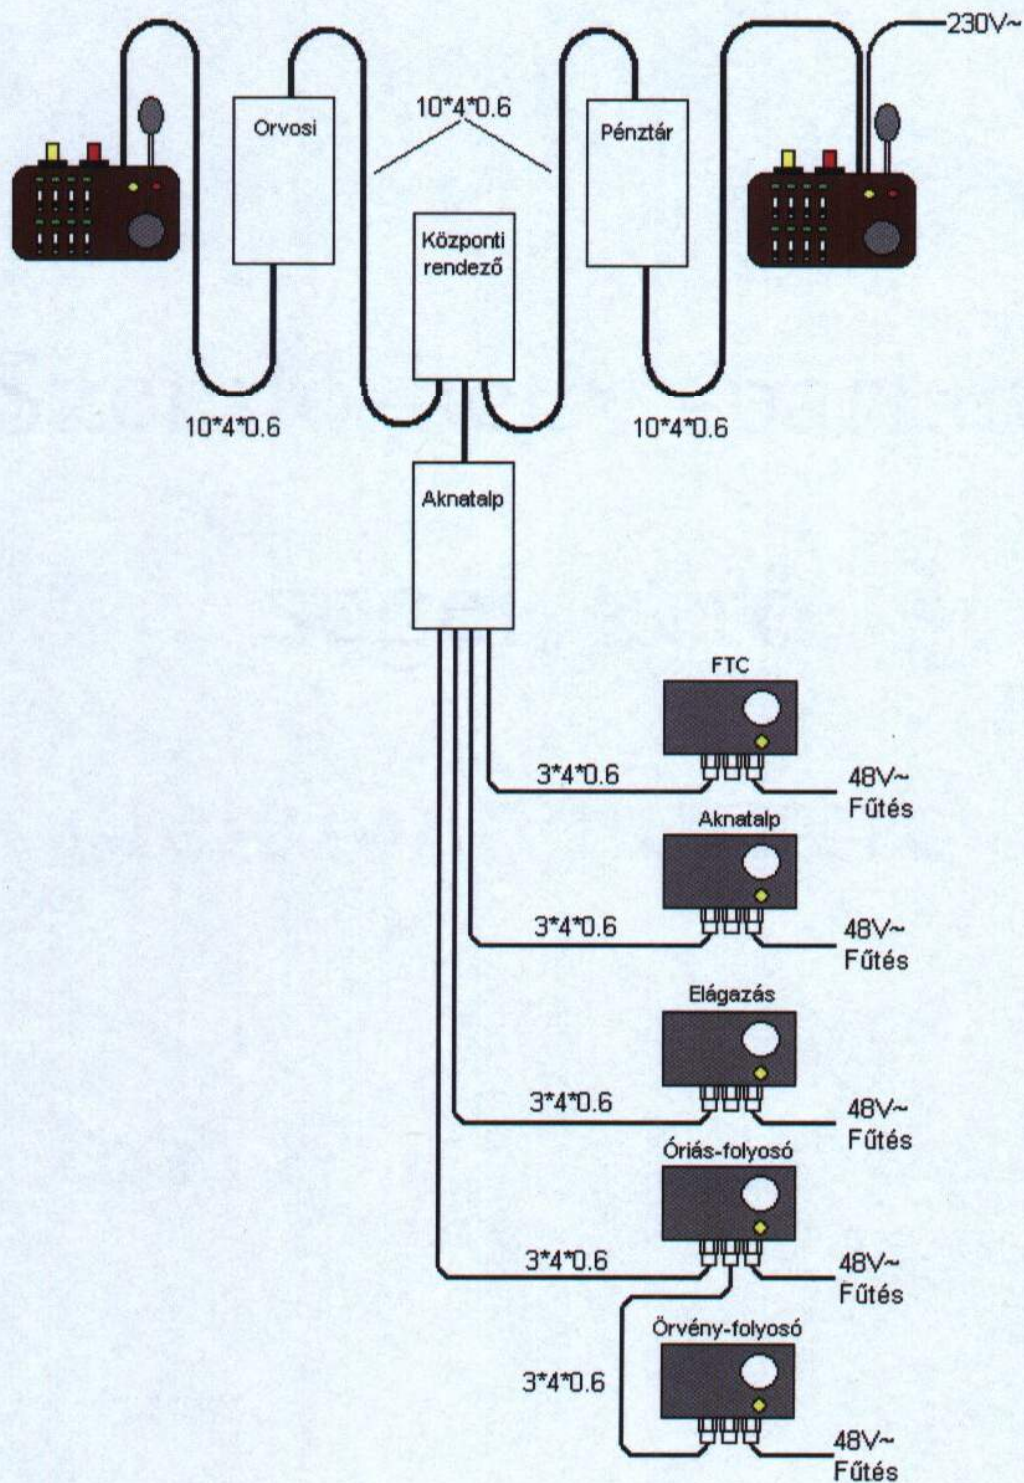 230V~
Orvosi
10*4*0.6
Pénztár
Központi
rendező
10*4*0.6
10*4*0.6
Aknatalp
FTC
3*4*0.6
48V~
Fűtés
Aknatalp
3*4*0.6
48V~
Fűtés
Elágazás
3*4*0.6
48V~
Fűtés
Óriás-folyosó
3*4*0.6
48V~
Fűtés
Örvény-folyosó
3*4*0.6
48V~
Fűtés